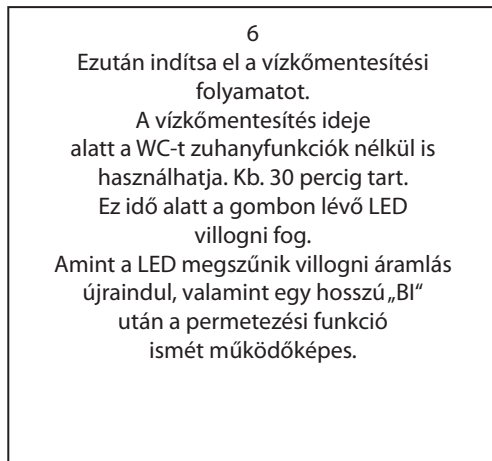 6
Ezután indítsa el a vízkőmentesítési
folyamatot.
A vízkőmentesítés ideje
alatt a WC-t zuhanyfunkciók nélkül is
használhatja. Kb. 30 percig tart.
Ez idő alatt a gombon lévő LED
villogni fog.
Amint a LED megszűnik villogni áramlás
újraindul, valamint egy hosszú „BI“
után a permetezési funkció
ismét működőképes.